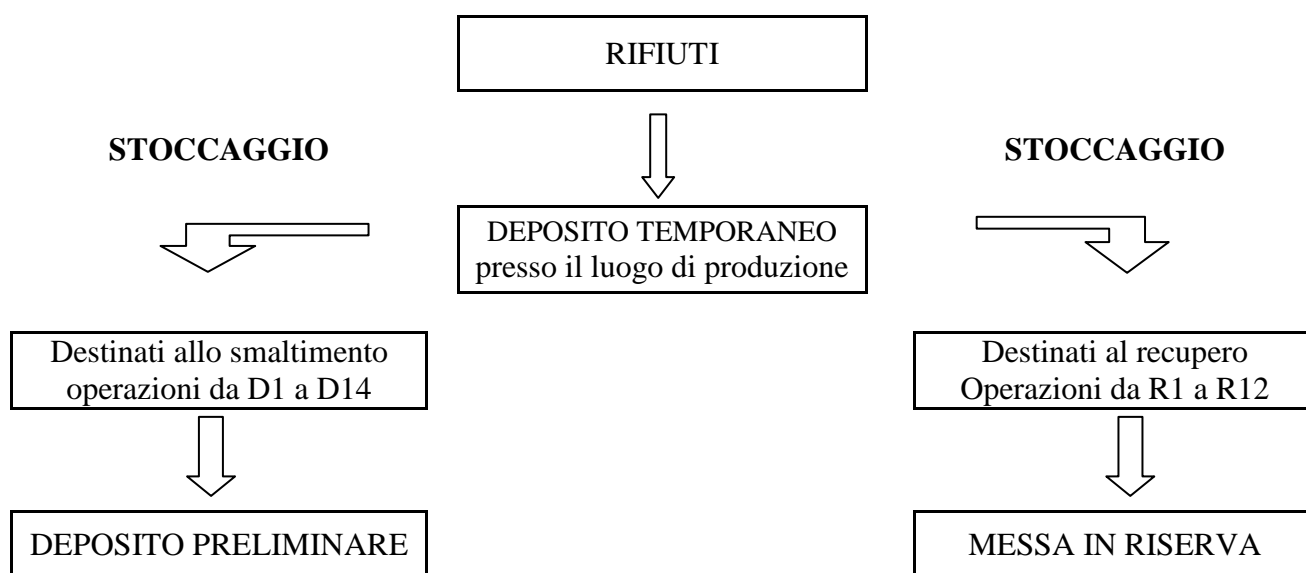 RIFIUTI
STOCCAGGIO
STOCCAGGIO
DEPOSITO TEMPORANEO
presso il luogo di produzione
Destinati allo smaltimento
operazioni da D1 a D14
Destinati al recupero
Operazioni da R1 a R12
DEPOSITO PRELIMINARE
MESSA IN RISERVA